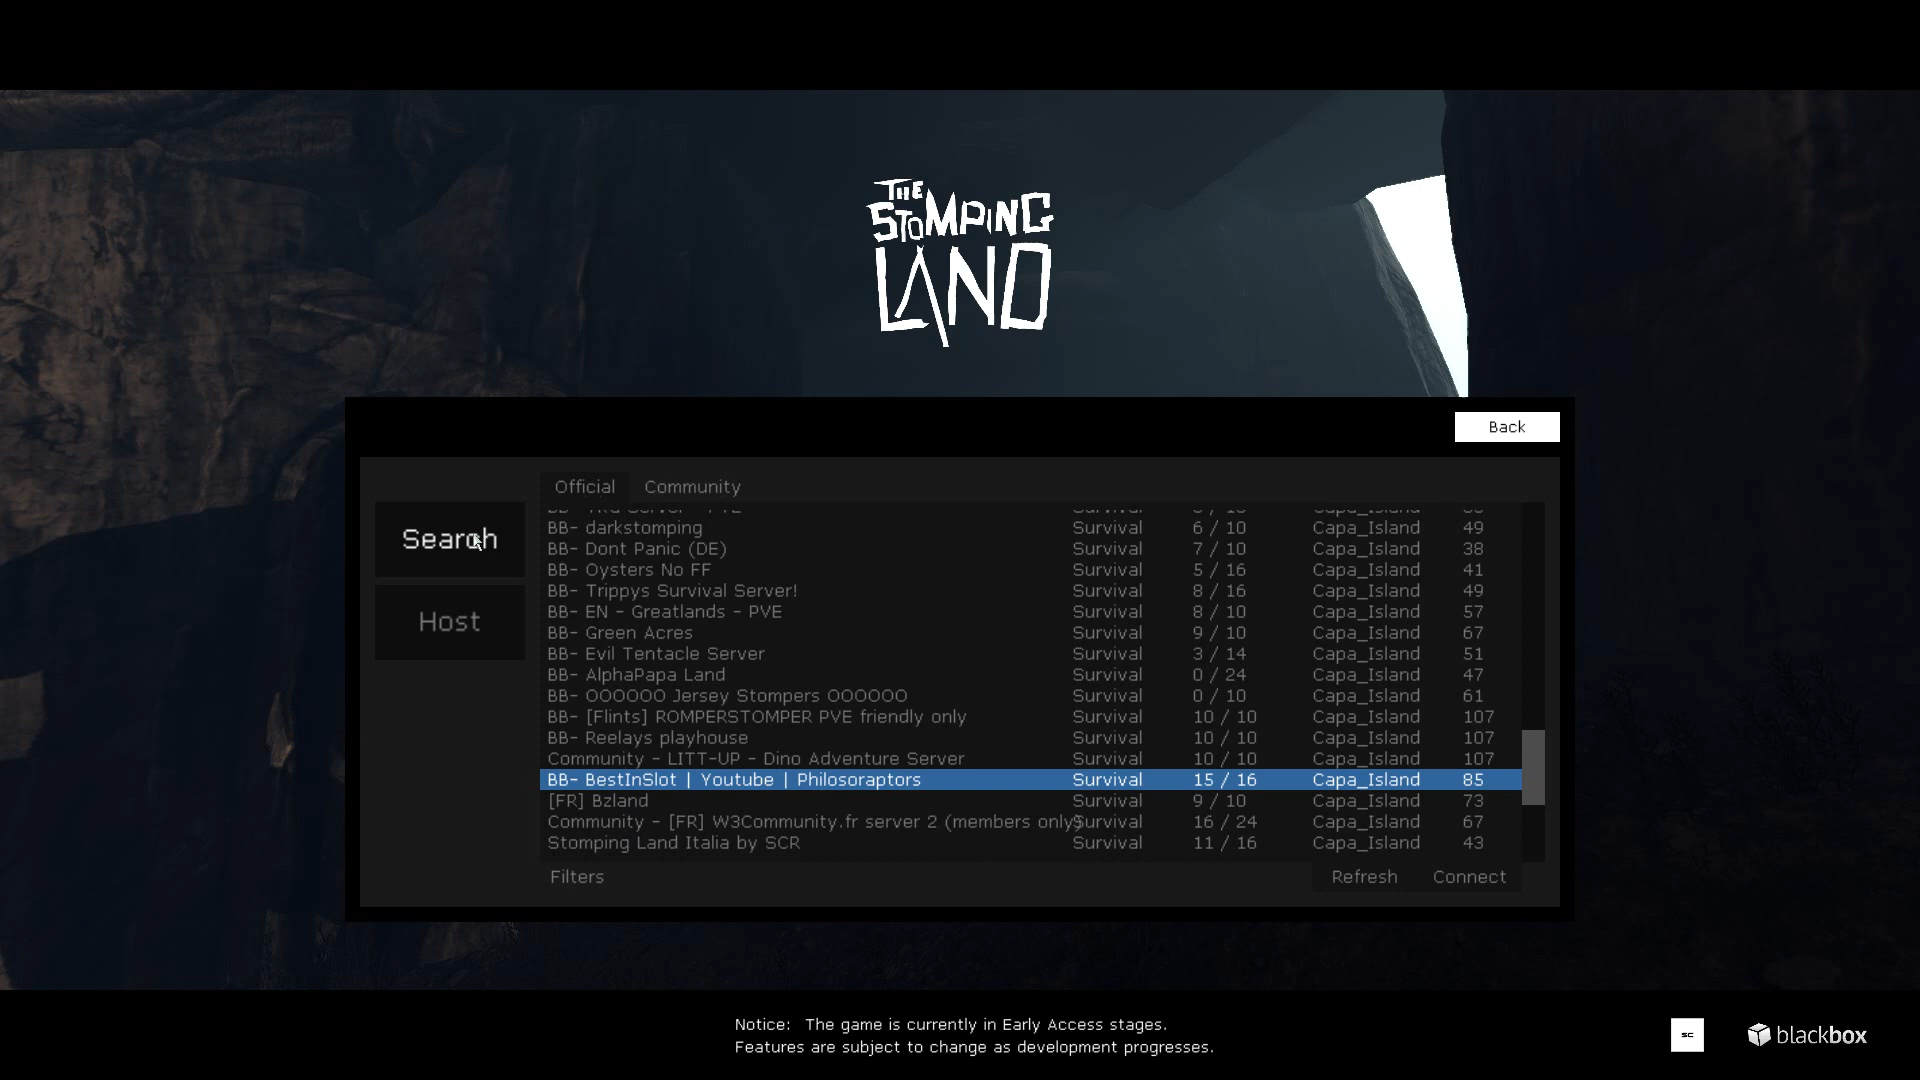 THE
STOMPING
LAND
Back
Official Community
Search
Host
BB- darkstomping Survival 6 / 10 Capa_Island 49
BB- Dont Panic (DE) Survival 7 / 10 Capa_Island 38
BB- Oysters No FF Survival 5 / 16 Capa_Island 41
BB- Trippys Survival Server! Survival 8 / 16 Capa_Island 49
BB- EN - Greatlands - PVE Survival 8 / 10 Capa_Island 57
BB- Green Acres Survival 9 / 10 Capa_Island 67
BB- Evil Tentacle Server Survival 3 / 14 Capa_Island 51
BB- AlphaPapa Land Survival 0 / 24 Capa_Island 47
BB- OOOOOO Jersey Stompers OOOOOO Survival 0 / 10 Capa_Island 61
BB- [Flints] ROMPERSTOMPER PVE friendly only Survival 10 / 10 Capa_Island 107
BB- Reelays playhouse Survival 10 / 10 Capa_Island 107
Community - LITT-UP - Dino Adventure Server Survival 10 / 10 Capa_Island 107
BB- BestInSlot | Youtube | Philosoraptors Survival 15 / 16 Capa_Island 85
[FR] Bzland Survival 9 / 10 Capa_Island 73
Community - [FR] W3Community.fr server 2 (members only) Survival 16 / 24 Capa_Island 67
Stomping Land Italia by SCR Survival 11 / 16 Capa_Island 43
Filters Refresh Connect
Notice: The game is currently in Early Access stages.
Features are subject to change as development progresses.
SC blackbox